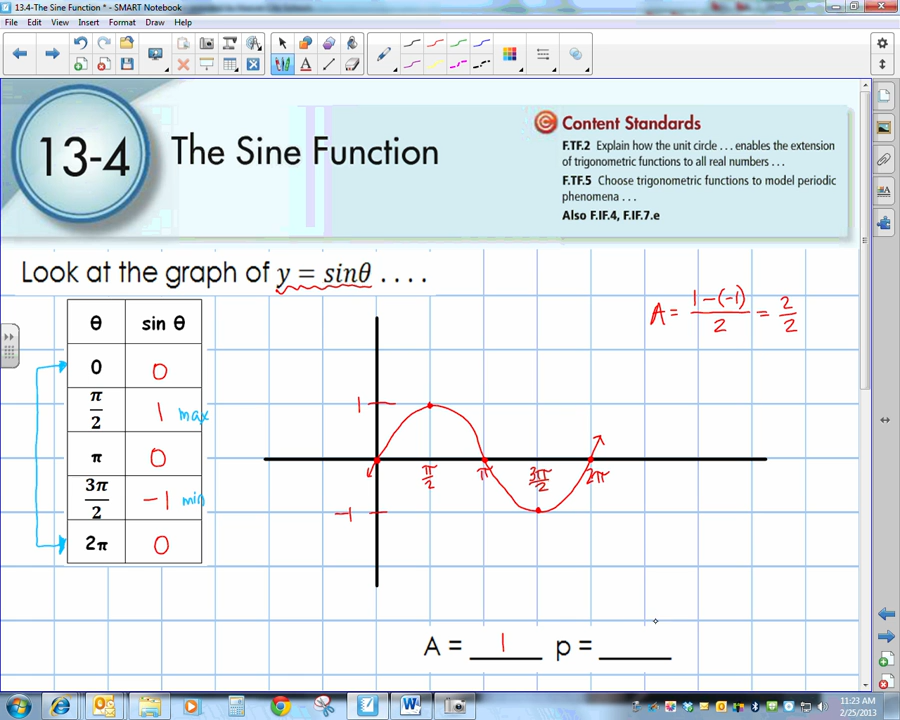 13.4-The Sine Function * - SMART Notebook
File Edit View Insert Format Draw Help
13-4 The Sine Function
Content Standards
F.TF.2 Explain how the unit circle . . . enables the extension
of trigonometric functions to all real numbers . . .
F.TF.5 Choose trigonometric functions to model periodic
phenomena . . .
Also F.IF.4, F.IF.7.e
Look at the graph of y = sinθ . . . .
A = 1-(-1)/2 = 2/2
θ sin θ
0 0
π/2 1 max
π 0
3π/2 -1 min
2π 0
1
π/2 π 3π/2 2π
-1
A = 1 p = ____
11:23 AM
2/25/2013